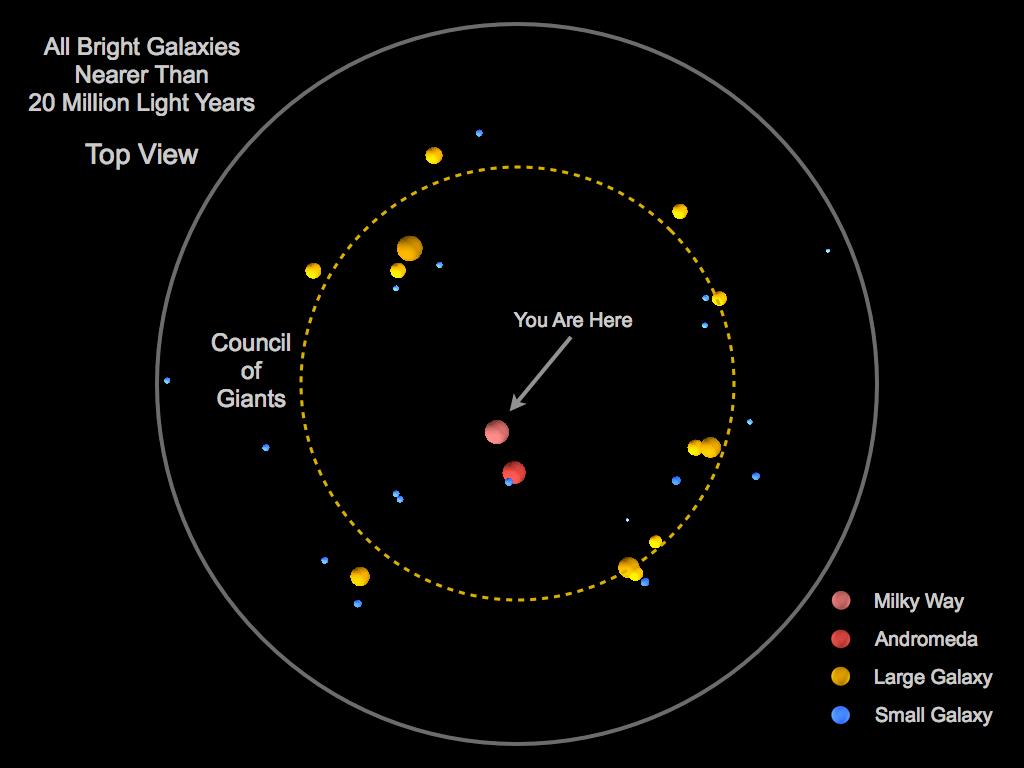 All Bright Galaxies
Nearer Than
20 Million Light Years
Top View
You Are Here
Council
of
Giants
Milky Way
Andromeda
Large Galaxy
Small Galaxy